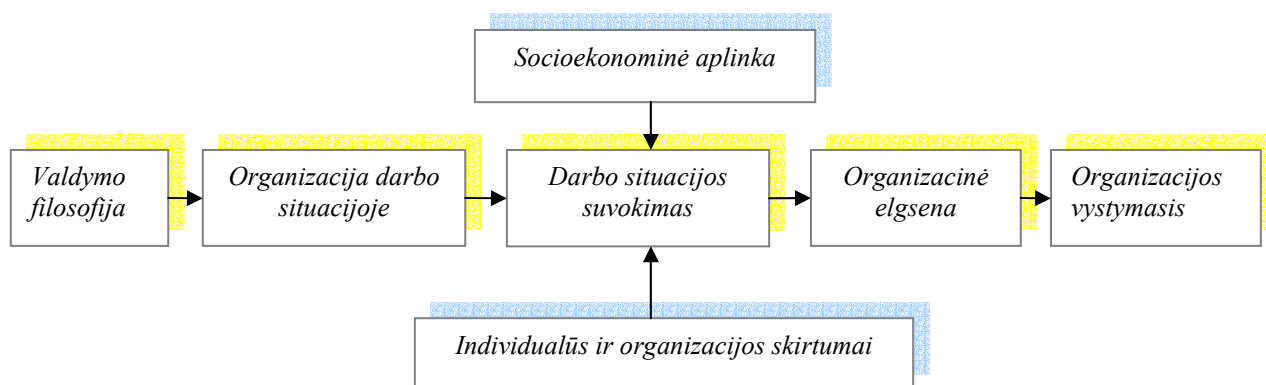 Socioekonominė aplinka
Valdymo
filosofija
Organizacija darbo
situacijoje
Darbo situacijos
suvokimas
Organizacinė
elgsena
Organizacijos
vystymasis
Individualūs ir organizacijos skirtumai